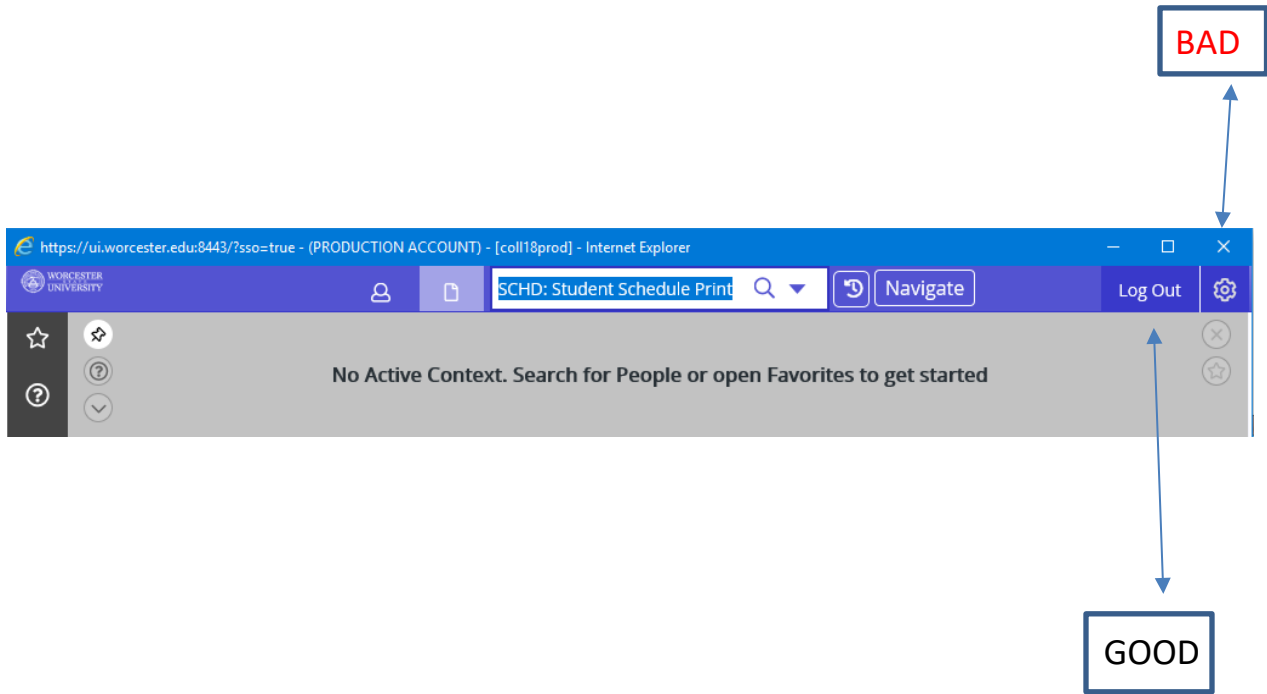 BAD
https://ui.worcester.edu:8443/?sso=true - (PRODUCTION ACCOUNT) - [coll18prod] - Internet Explorer
WORCESTER
UNIVERSITY
SCHD: Student Schedule Print
Navigate
Log Out
No Active Context. Search for People or open Favorites to get started
GOOD